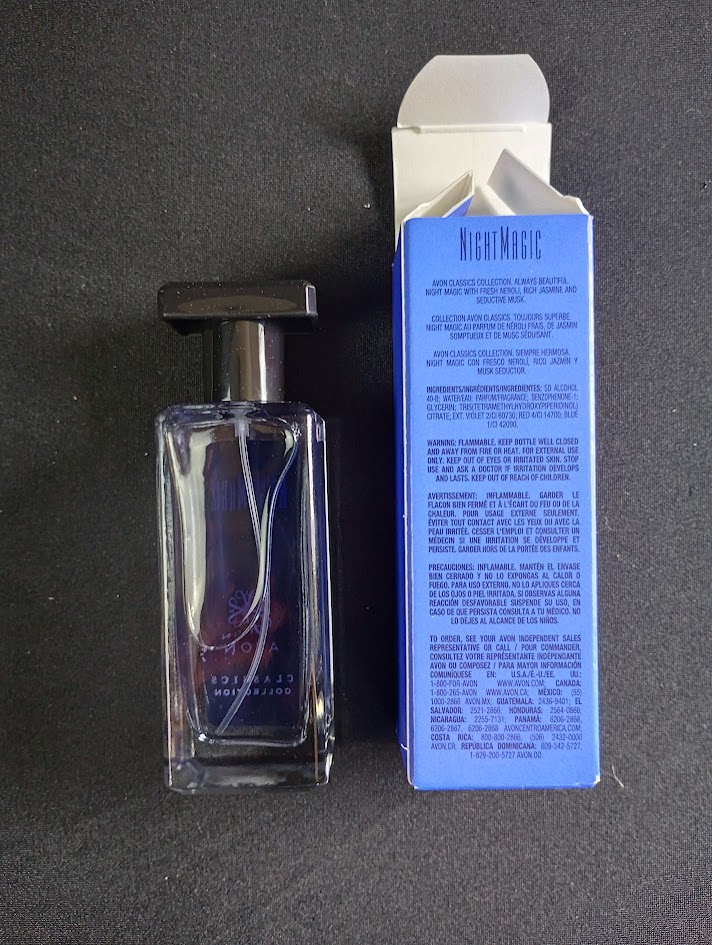 NIGHTMAGIC
AVON CLASSICS COLLECTION. ALWAYS BEAUTIFUL.
NIGHT MAGIC WITH FRESH NEROLI, RICH JASMINE AND
SEDUCTIVE MUSK.
COLLECTION AVON CLASSICS. TOUJOURS SUPERBE.
NIGHT MAGIC AU PARFUM DE NÉROLI FRAIS, DE JASMIN
SOMPTUEUX ET DE MUSC SÉDUISANT.
AVON CLASSICS COLLECTION. SIEMPRE HERMOSA.
NIGHT MAGIC CON FRESCO NEROLÍ, RICO JAZMÍN Y
MUSK SEDUCTOR.
INGREDIENTS/INGRÉDIENTS/INGREDIENTES: SD ALCOHOL
40-B; WATER/EAU; PARFUM/FRAGRANCE; BENZOPHENONE-1;
GLYCERIN; TRIS(TETRAMETHYLHYDROXYPIPERIDINOL)
CITRATE; EXT. VIOLET 2/CI 60730; RED 4/CI 14700; BLUE
1/CI 42090.
WARNING: FLAMMABLE. KEEP BOTTLE WELL CLOSED
AND AWAY FROM FIRE OR HEAT. FOR EXTERNAL USE
ONLY. KEEP OUT OF EYES OR IRRITATED SKIN. STOP
USE AND ASK A DOCTOR IF IRRITATION DEVELOPS
AND LASTS. KEEP OUT OF REACH OF CHILDREN.
AVERTISSEMENT: INFLAMMABLE. GARDER LE
FLACON BIEN FERMÉ ET À L'ÉCART DU FEU OU DE LA
CHALEUR. POUR USAGE EXTERNE SEULEMENT.
ÉVITER TOUT CONTACT AVEC LES YEUX OU AVEC LA
PEAU IRRITÉE. CESSER L'EMPLOI ET CONSULTER UN
MÉDECIN SI UNE IRRITATION SE DÉVELOPPE ET
PERSISTE. GARDER HORS DE LA PORTÉE DES ENFANTS.
PRECAUCIONES: INFLAMABLE. MANTÉN EL ENVASE
BIEN CERRADO Y NO LO EXPONGAS AL CALOR O
FUEGO. PARA USO EXTERNO. NO LO APLIQUES CERCA
DE LOS OJOS O PIEL IRRITADA. SI OBSERVAS ALGUNA
REACCIÓN DESFAVORABLE SUSPENDE SU USO, EN
CASO DE QUE PERSISTA CONSULTA A TU MÉDICO. NO
LO DEJES AL ALCANCE DE LOS NIÑOS.
TO ORDER, SEE YOUR AVON INDEPENDENT SALES
REPRESENTATIVE OR CALL / POUR COMMANDER,
CONSULTEZ VOTRE REPRÉSENTANTE INDÉPENDANTE
AVON OU COMPOSEZ / PARA MAYOR INFORMACIÓN
COMUNÍQUESE EN: U.S.A./É.-U./EE. UU.:
1-800-FOR-AVON WWW.AVON.COM; CANADA:
1-800-265-AVON WWW.AVON.CA; MÉXICO: (55)
1000-2866 AVON.MX; GUATEMALA: 2436-9401; EL
SALVADOR: 2521-2866; HONDURAS: 2564-0866;
NICARAGUA: 2255-7131; PANAMÁ: 6206-2866,
6206-2867, 6206-2868 AVONCENTROAMERICA.COM;
COSTA RICA: 800-800-2866, (506) 2432-0000
AVON.CR; REPÚBLICA DOMINICANA: 809-542-5727,
1-829-200-5727 AVON.DO.
NIGHTMAGIC
AVON
CLASSICS
COLLECTION